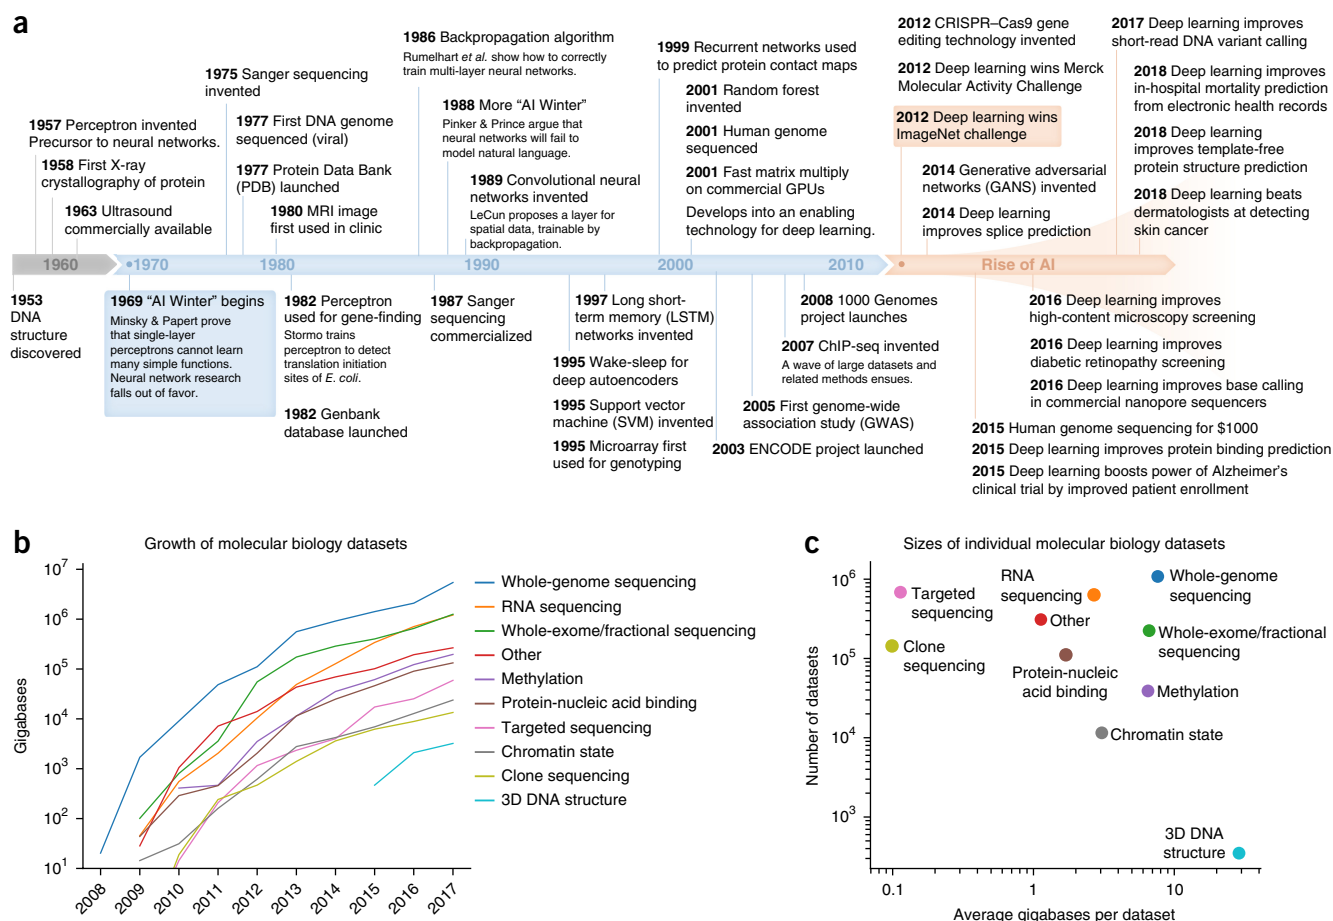 a
1957 Perceptron invented
Precursor to neural networks.
1958 First X-ray
crystallography of protein
1963 Ultrasound
commercially available
1975 Sanger sequencing
invented
1977 First DNA genome
sequenced (viral)
1977 Protein Data Bank
(PDB) launched
1980 MRI image
first used in clinic
1986 Backpropagation algorithm
Rumelhart et al. show how to correctly
train multi-layer neural networks.
1988 More “AI Winter”
Pinker & Prince argue that
neural networks will fail to
model natural language.
1989 Convolutional neural
networks invented
LeCun proposes a layer for
spatial data, trainable by
backpropagation.
1999 Recurrent networks used
to predict protein contact maps
2001 Random forest
invented
2001 Human genome
sequenced
2001 Fast matrix multiply
on commercial GPUs
Develops into an enabling
technology for deep learning.
2012 CRISPR–Cas9 gene
editing technology invented
2012 Deep learning wins Merck
Molecular Activity Challenge
2012 Deep learning wins
ImageNet challenge
2014 Generative adversarial
networks (GANS) invented
2014 Deep learning
improves splice prediction
2017 Deep learning improves
short-read DNA variant calling
2018 Deep learning improves
in-hospital mortality prediction
from electronic health records
2018 Deep learning
improves template-free
protein structure prediction
2018 Deep learning beats
dermatologists at detecting
skin cancer
1960 1970 1980 1990 2000 2010 Rise of AI
1953
DNA
structure
discovered
1969 “AI Winter” begins
Minsky & Papert prove
that single-layer
perceptrons cannot learn
many simple functions.
Neural network research
falls out of favor.
1982 Perceptron
used for gene-finding
Stormo trains
perceptron to detect
translation initiation
sites of E. coli.
1982 Genbank
database launched
1987 Sanger
sequencing
commercialized
1997 Long short-
term memory (LSTM)
networks invented
1995 Wake-sleep for
deep autoencoders
1995 Support vector
machine (SVM) invented
1995 Microarray first
used for genotyping
2008 1000 Genomes
project launches
2007 ChIP-seq invented
A wave of large datasets and
related methods ensues.
2005 First genome-wide
association study (GWAS)
2003 ENCODE project launched
2016 Deep learning improves
high-content microscopy screening
2016 Deep learning improves
diabetic retinopathy screening
2016 Deep learning improves base calling
in commercial nanopore sequencers
2015 Human genome sequencing for $1000
2015 Deep learning improves protein binding prediction
2015 Deep learning boosts power of Alzheimer’s
clinical trial by improved patient enrollment
b
Growth of molecular biology datasets
Gigabases
10⁷
10⁶
10⁵
10⁴
10³
10²
10¹
2008 2009 2010 2011 2012 2013 2014 2015 2016 2017
Whole-genome sequencing
RNA sequencing
Whole-exome/fractional sequencing
Other
Methylation
Protein-nucleic acid binding
Targeted sequencing
Chromatin state
Clone sequencing
3D DNA structure
c
Sizes of individual molecular biology datasets
Number of datasets
10⁶
10⁵
10⁴
10³
Targeted
sequencing
RNA
sequencing
Whole-genome
sequencing
Other
Whole-exome/fractional
sequencing
Clone
sequencing
Protein-nucleic
acid binding
Methylation
Chromatin state
3D DNA
structure
0.1 1 10
Average gigabases per dataset